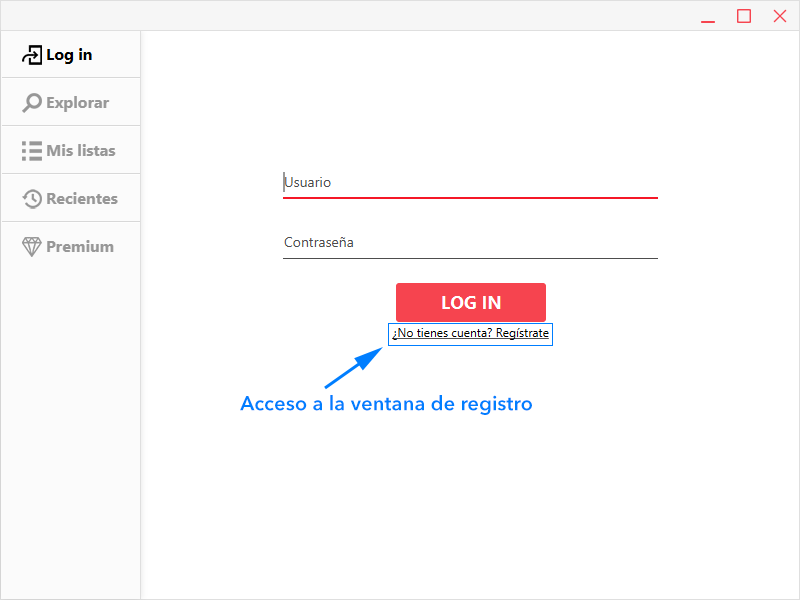 Log in
Explorar
Mis listas
Recientes
Premium
Usuario
Contraseña
LOG IN
¿No tienes cuenta? Regístrate
Acceso a la ventana de registro